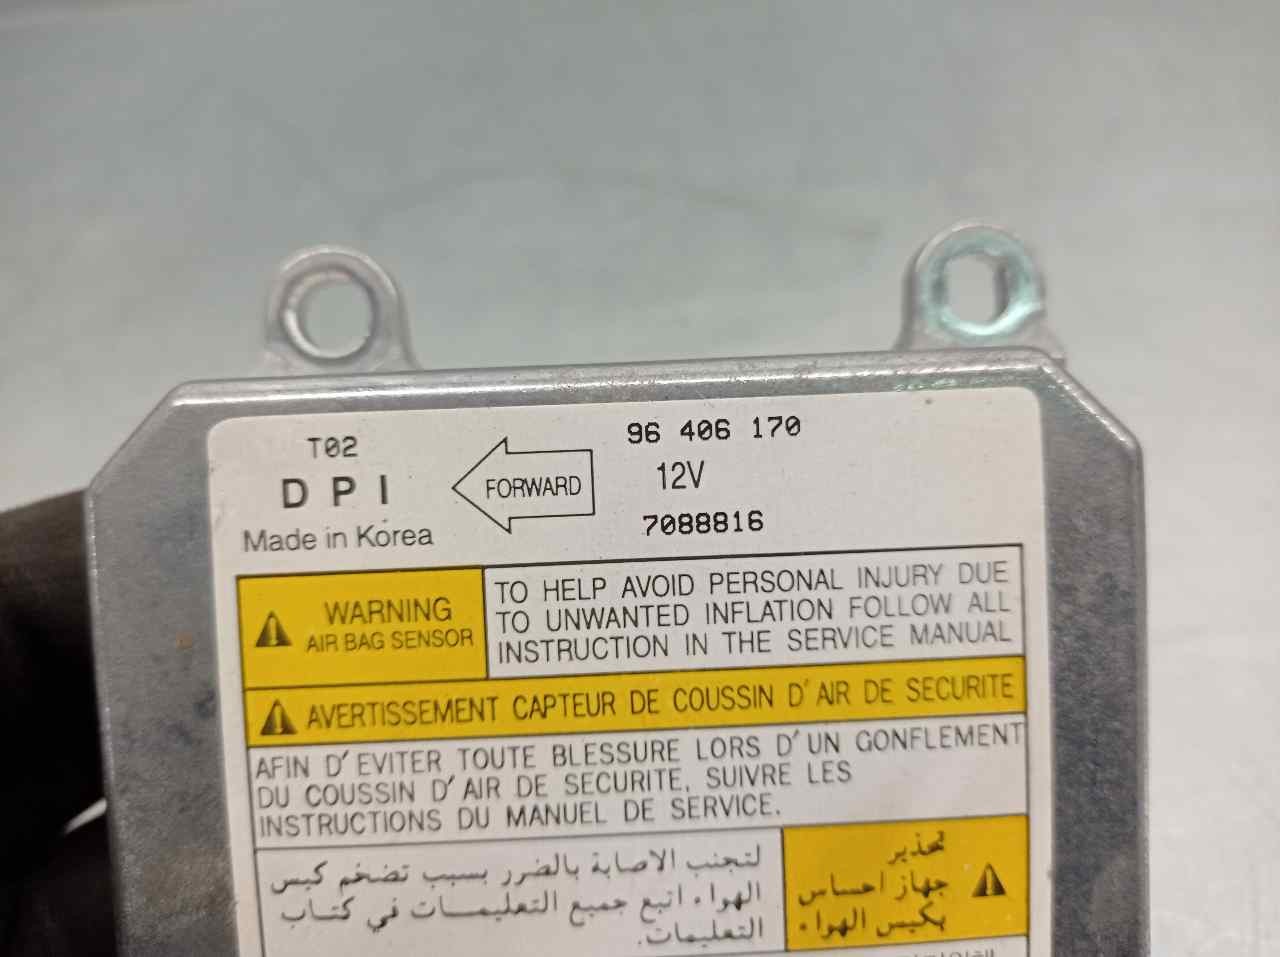 T02
D P I
Made in Korea
FORWARD
96 406 170
12V
7088816
WARNING
AIR BAG SENSOR
TO HELP AVOID PERSONAL INJURY DUE
TO UNWANTED INFLATION FOLLOW ALL
INSTRUCTION IN THE SERVICE MANUAL
AVERTISSEMENT CAPTEUR DE COUSSIN D'AIR DE SECURITE
AFIN D'EVITER TOUTE BLESSURE LORS D'UN GONFLEMENT
DU COUSSIN D'AIR DE SECURITE, SUIVRE LES
INSTRUCTIONS DU MANUEL DE SERVICE.
تحذير
جهاز احساس
بكيس الهواء
لتجنب الاصابة بالضرر بسبب تضخم كبس
الهواء اتبع جميع التعليمات في كتاب
التعليمات.